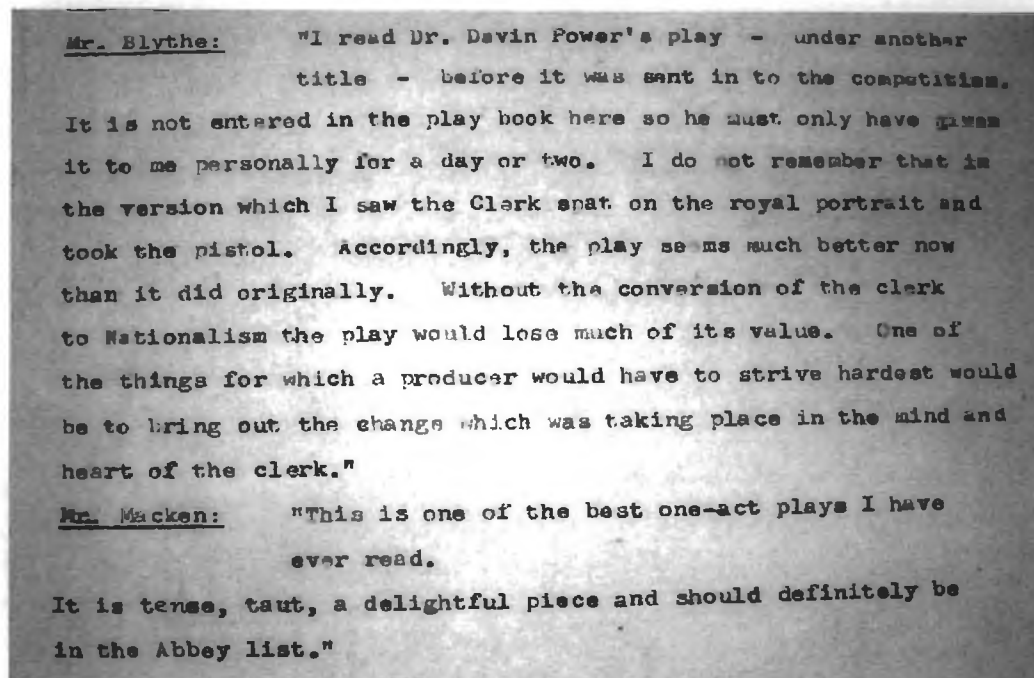 Mr. Blythe: "I read Dr. Davin Power's play - under another
title - before it was sent in to the competition.
It is not entered in the play book here so he must only have given
it to me personally for a day or two. I do not remember that in
the version which I saw the Clerk spat on the royal portrait and
took the pistol. Accordingly, the play se ms much better now
than it did originally. Without the conversion of the clerk
to Nationalism the play would lose much of its value. One of
the things for which a producer would have to strive hardest would
be to bring out the change which was taking place in the mind and
heart of the clerk."
Mr. Macken: "This is one of the best one-act plays I have
ever read.
It is tense, taut, a delightful piece and should definitely be
in the Abbey list."